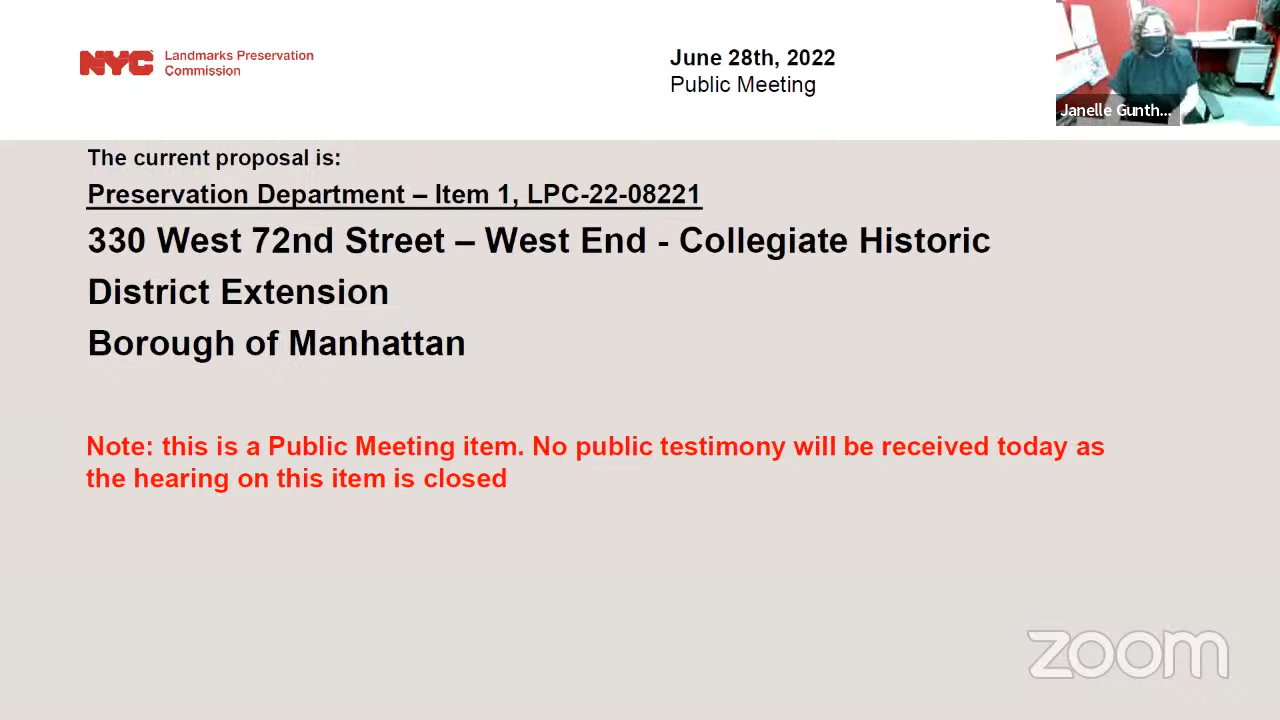 NYC Landmarks Preservation
Commission
June 28th, 2022
Public Meeting
Janelle Gunth...
The current proposal is:
Preservation Department – Item 1, LPC-22-08221
330 West 72nd Street – West End - Collegiate Historic
District Extension
Borough of Manhattan
Note: this is a Public Meeting item. No public testimony will be received today as
the hearing on this item is closed
zoom